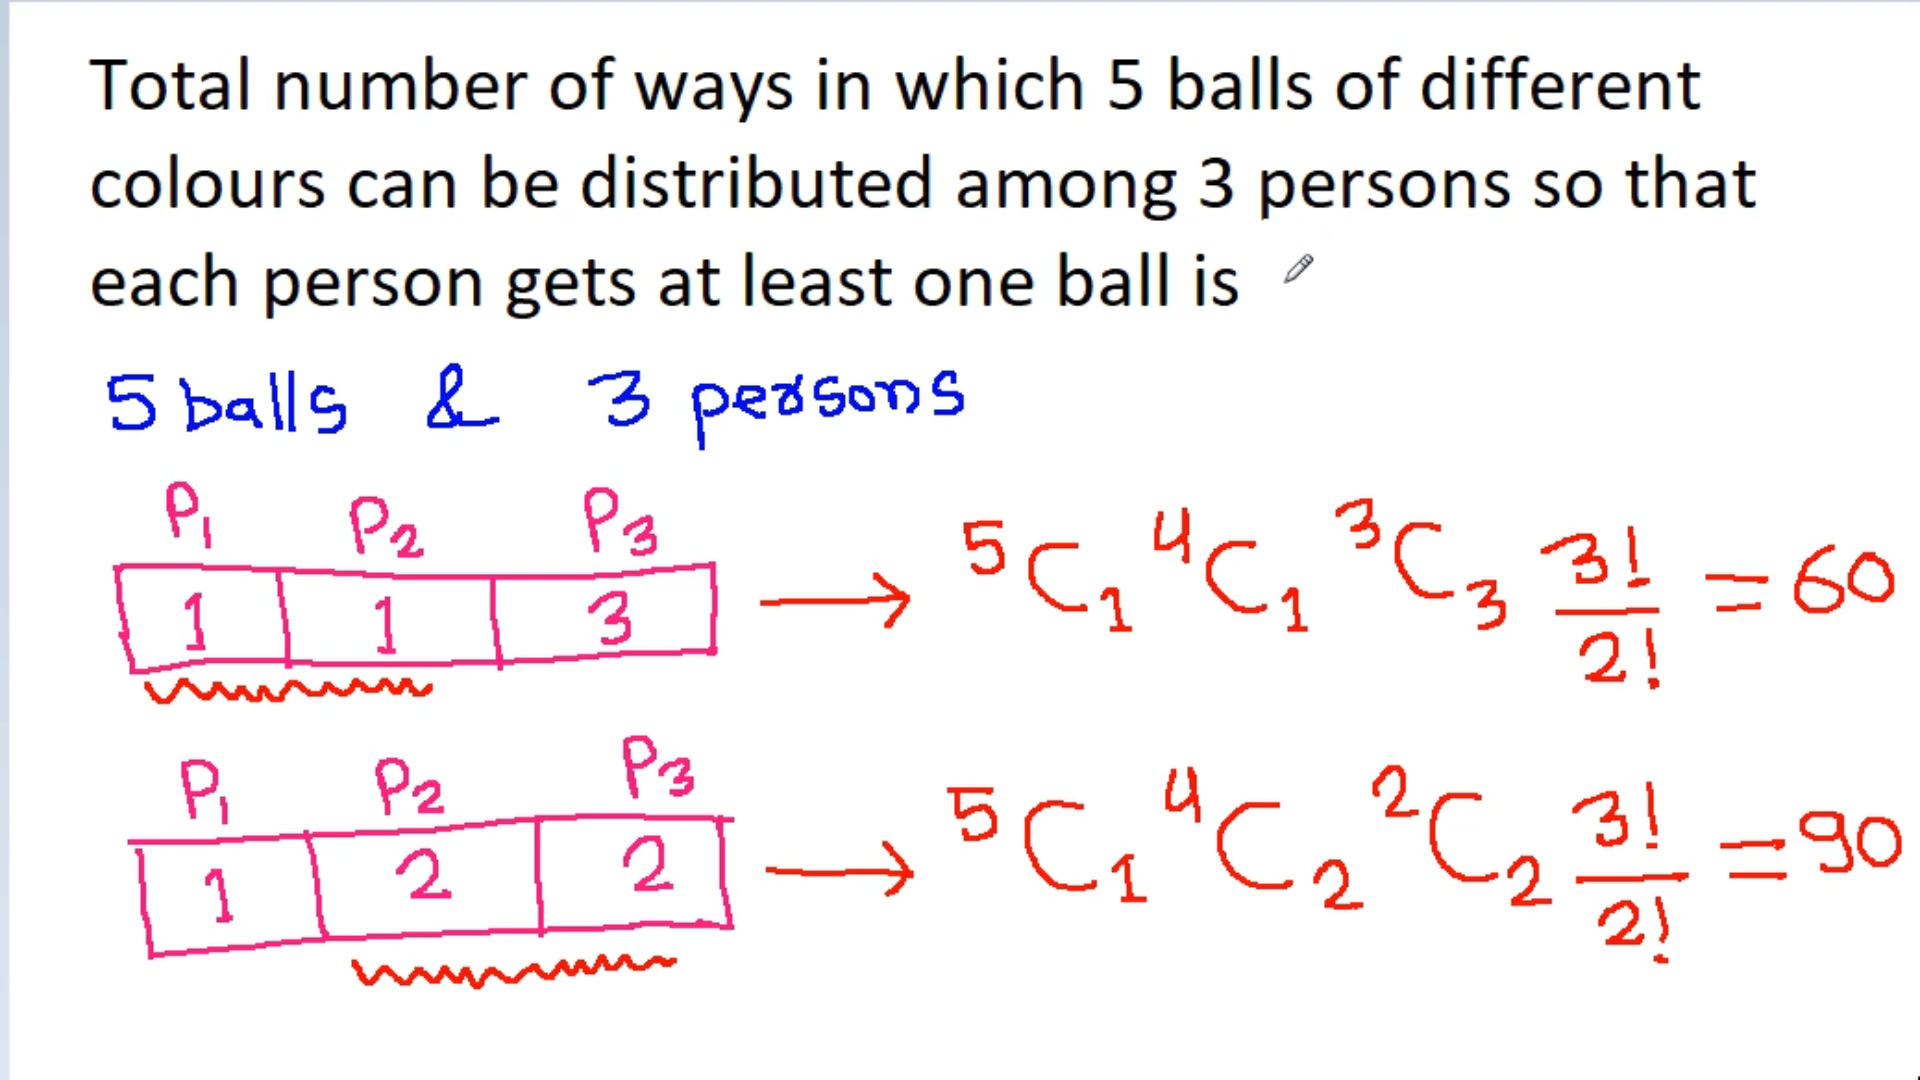 Total number of ways in which 5 balls of different
colours can be distributed among 3 persons so that
each person gets at least one ball is
5 balls & 3 persons
P₁ P₂ P₃
1 1 3 → ⁵C₁ ⁴C₁ ³C₃ 3!/2! = 60
P₁ P₂ P₃
1 2 2 → ⁵C₁ ⁴C₂ ²C₂ 3!/2! = 90